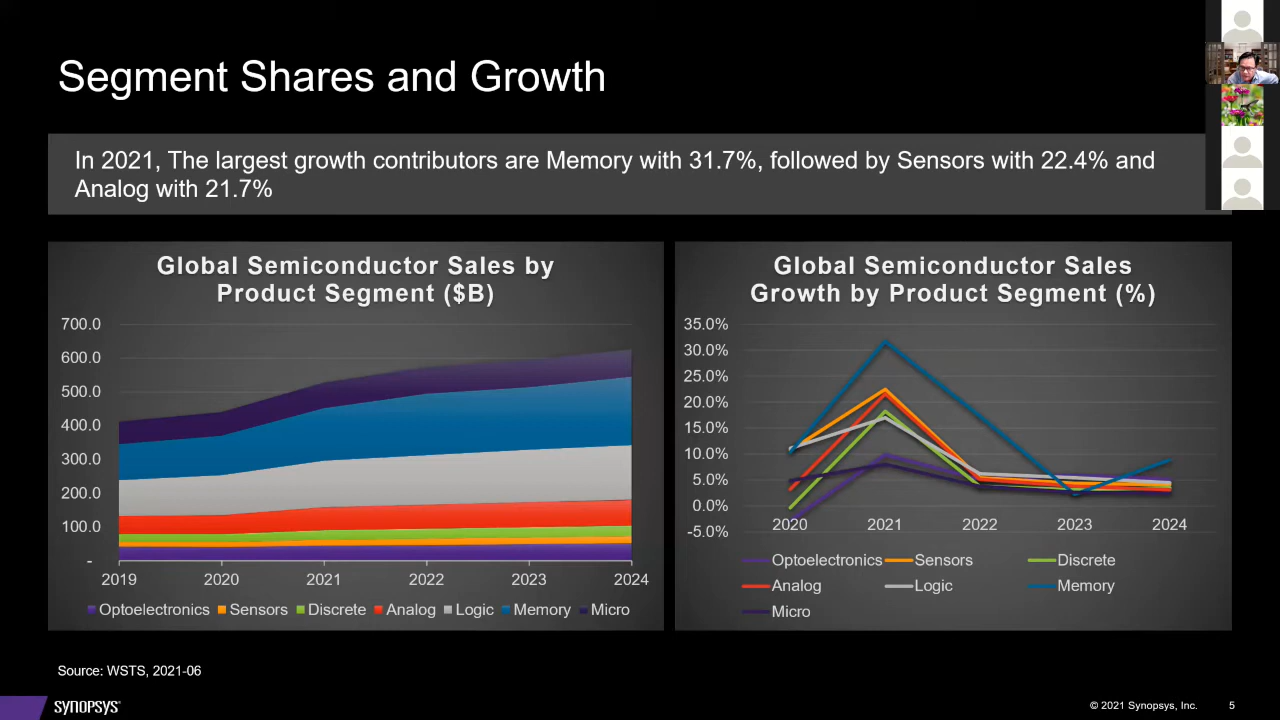 Segment Shares and Growth
In 2021, The largest growth contributors are Memory with 31.7%, followed by Sensors with 22.4% and
Analog with 21.7%
Global Semiconductor Sales by
Product Segment ($B)
700.0
600.0
500.0
400.0
300.0
200.0
100.0
-
2019 2020 2021 2022 2023 2024
Optoelectronics Sensors Discrete Analog Logic Memory Micro
Global Semiconductor Sales
Growth by Product Segment (%)
35.0%
30.0%
25.0%
20.0%
15.0%
10.0%
5.0%
0.0%
-5.0%
2020 2021 2022 2023 2024
Optoelectronics Sensors Discrete
Analog Logic Memory
Micro
Source: WSTS, 2021-06
SYNOPSYS®
© 2021 Synopsys, Inc. 5